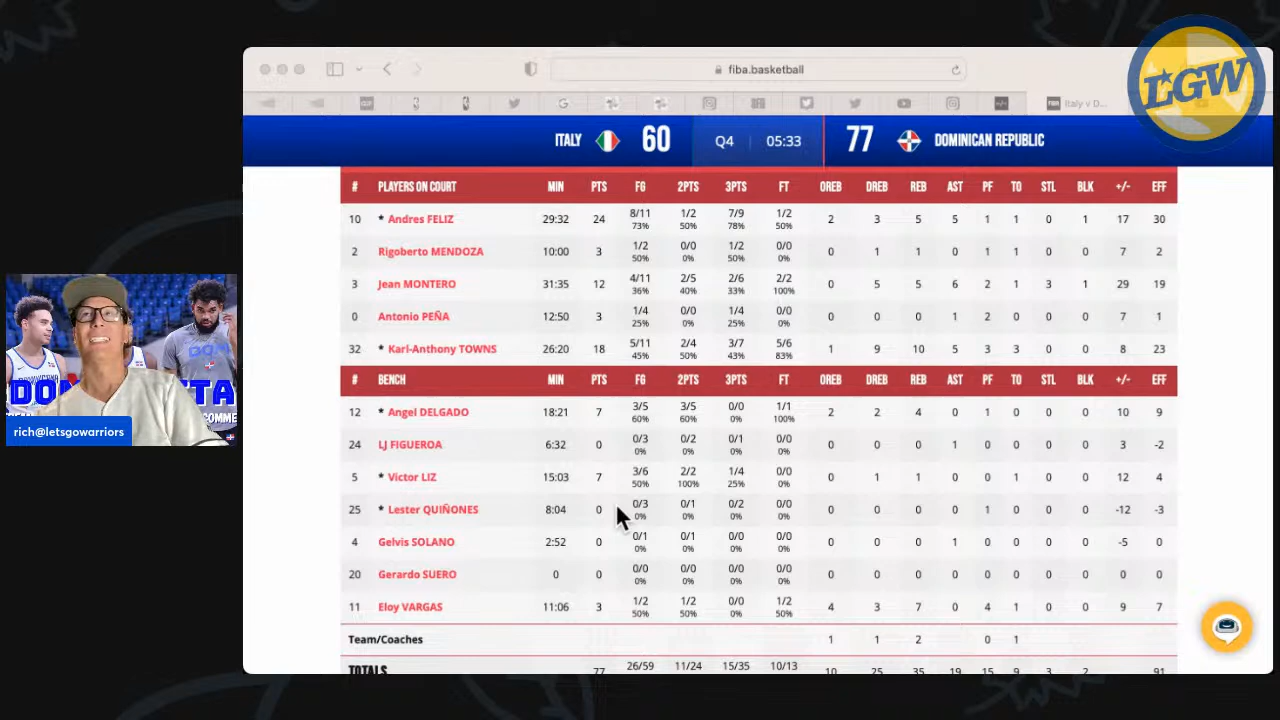 LGW
fiba.basketball
Italy v D...
ITALY 60 Q4 05:33 77 DOMINICAN REPUBLIC
# PLAYERS ON COURT MIN PTS FG 2PTS 3PTS FT OREB DREB REB AST PF TO STL BLK +/- EFF
10 * Andres FELIZ 29:32 24 8/11 73% 1/2 50% 7/9 78% 1/2 50% 2 3 5 5 1 1 0 1 17 30
2 Rigoberto MENDOZA 10:00 3 1/2 50% 0/0 0% 1/2 50% 0/0 0% 0 1 1 0 1 1 0 0 7 2
3 Jean MONTERO 31:35 12 4/11 36% 2/5 40% 2/6 33% 2/2 100% 0 5 5 6 2 1 3 1 29 19
0 Antonio PEÑA 12:50 3 1/4 25% 0/0 0% 1/4 25% 0/0 0% 0 0 0 1 2 0 0 0 7 1
32 * Karl-Anthony TOWNS 26:20 18 5/11 45% 2/4 50% 3/7 43% 5/6 83% 1 9 10 5 3 3 0 0 8 23
# BENCH MIN PTS FG 2PTS 3PTS FT OREB DREB REB AST PF TO STL BLK +/- EFF
12 * Angel DELGADO 18:21 7 3/5 60% 3/5 60% 0/0 0% 1/1 100% 2 2 4 0 1 0 0 0 10 9
24 LJ FIGUEROA 6:32 0 0/3 0% 0/2 0% 0/1 0% 0/0 0% 0 0 0 1 0 0 0 0 3 -2
5 * Victor LIZ 15:03 7 3/6 50% 2/2 100% 1/4 25% 0/0 0% 0 1 1 0 0 1 0 0 12 4
25 * Lester QUIÑONES 8:04 0 0/3 0% 0/1 0% 0/2 0% 0/0 0% 0 0 0 0 1 0 0 0 -12 -3
4 Gelvis SOLANO 2:52 0 0/1 0% 0/1 0% 0/0 0% 0/0 0% 0 0 0 1 0 0 0 0 -5 0
20 Gerardo SUERO 0 0 0/0 0% 0/0 0% 0/0 0% 0/0 0% 0 0 0 0 0 0 0 0 0 0
11 Eloy VARGAS 11:06 3 1/2 50% 1/2 50% 0/0 0% 1/2 50% 4 3 7 0 4 1 0 0 9 7
Team/Coaches 1 1 2 0 1
TOTALS 77 26/59 11/24 15/35 10/13 10 25 35 19 15 9 3 2 91
rich@letsgowarriors